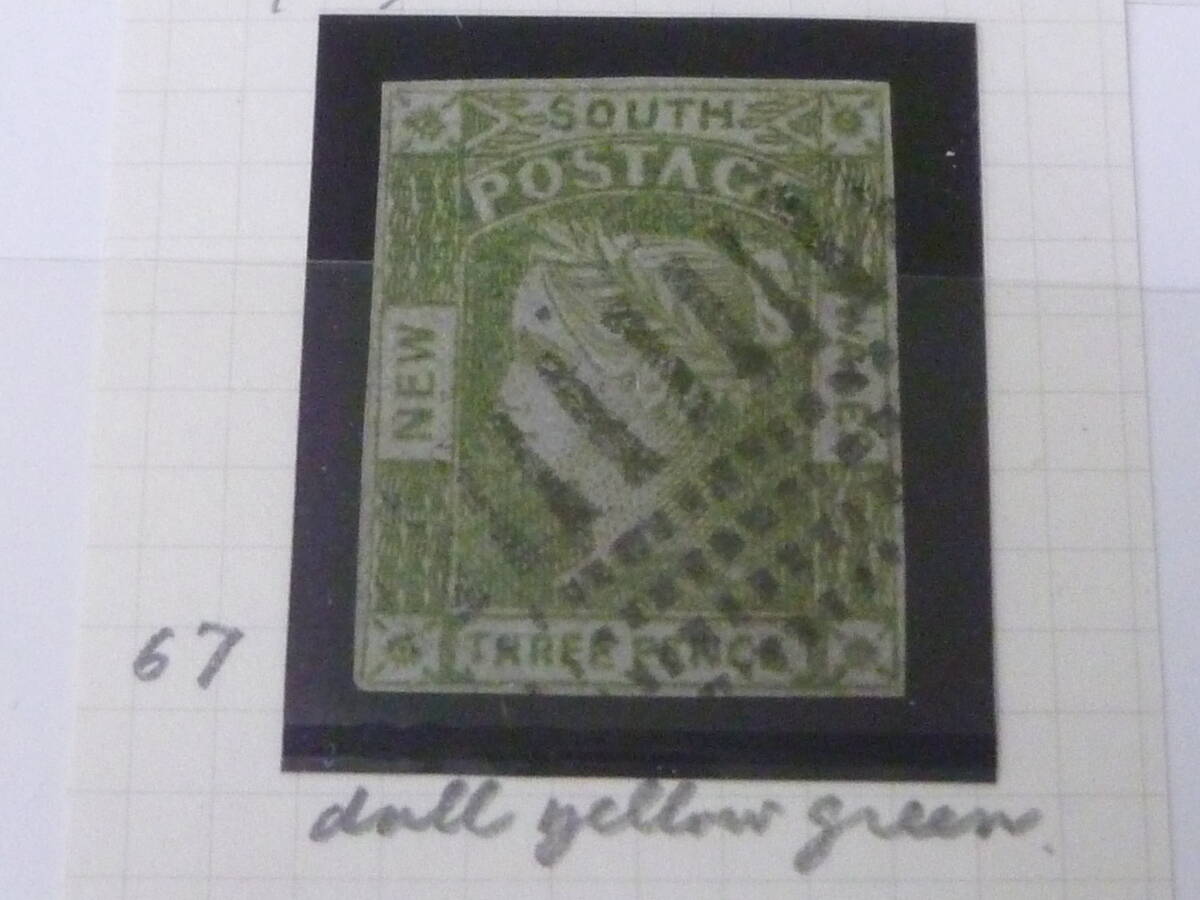 SOUTH
POSTAGE
NEW
WALES
THREE PENCE
67
dull yellow green